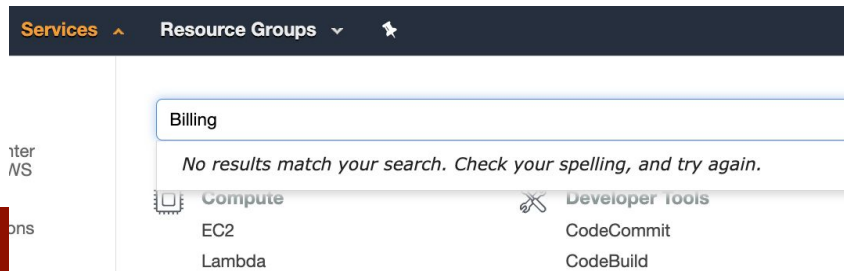 Services Resource Groups
Billing
No results match your search. Check your spelling, and try again.
Compute Developer Tools
EC2 CodeCommit
Lambda CodeBuild